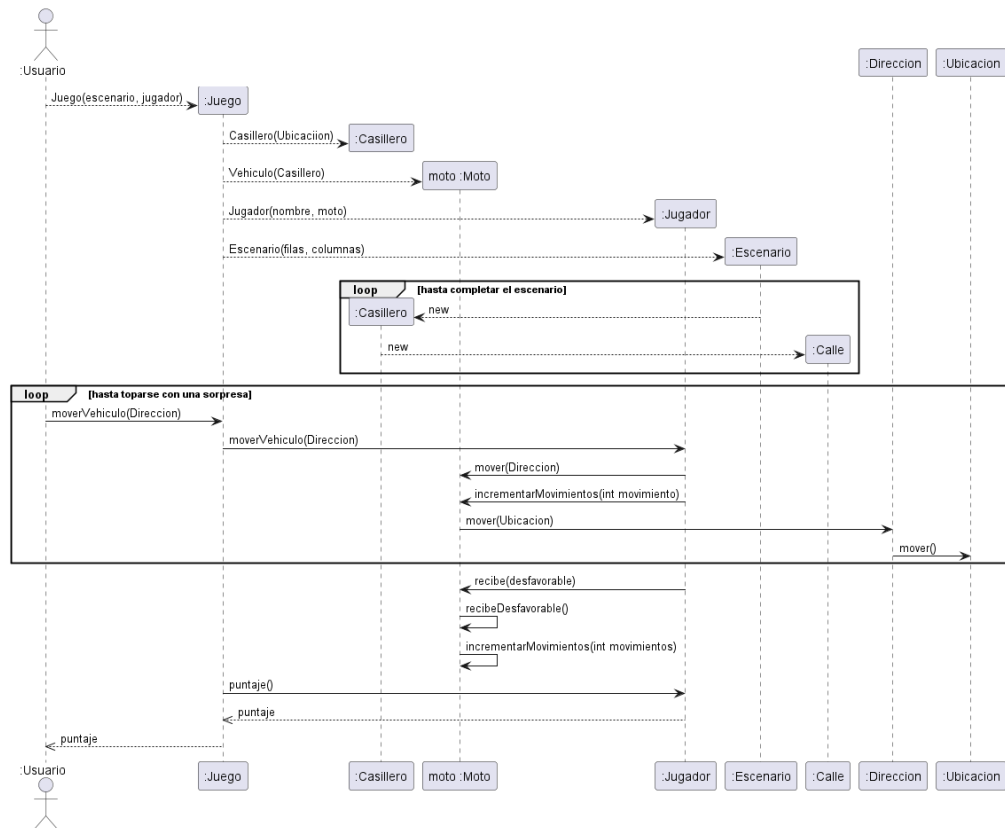 :Usuario
:Direccion
:Ubicacion
Juego(escenario, jugador)
:Juego
Casillero(Ubicaciion)
:Casillero
Vehiculo(Casillero)
moto :Moto
Jugador(nombre, moto)
:Jugador
Escenario(filas, columnas)
:Escenario
loop [hasta completar el escenario]
:Casillero
new
new
:Calle
loop [hasta toparse con una sorpresa]
moverVehiculo(Direccion)
moverVehiculo(Direccion)
mover(Direccion)
incrementarMovimientos(int movimiento)
mover(Ubicacion)
mover()
recibe(desfavorable)
recibeDesfavorable()
incrementarMovimientos(int movimientos)
puntaje()
puntaje
puntaje
:Usuario
:Juego
:Casillero
moto :Moto
:Jugador
:Escenario
:Calle
:Direccion
:Ubicacion